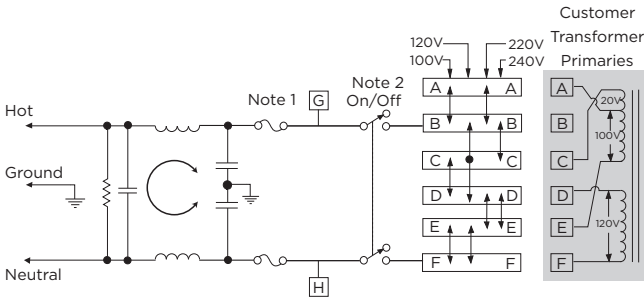 Customer
Transformer
Primaries
120V
220V
100V
240V
Note 1
G
Note 2
On/Off
Hot
Ground
Neutral
H
A A
B B
C C
D D
E E
F F
A
B
C
D
E
F
20V
100V
120V